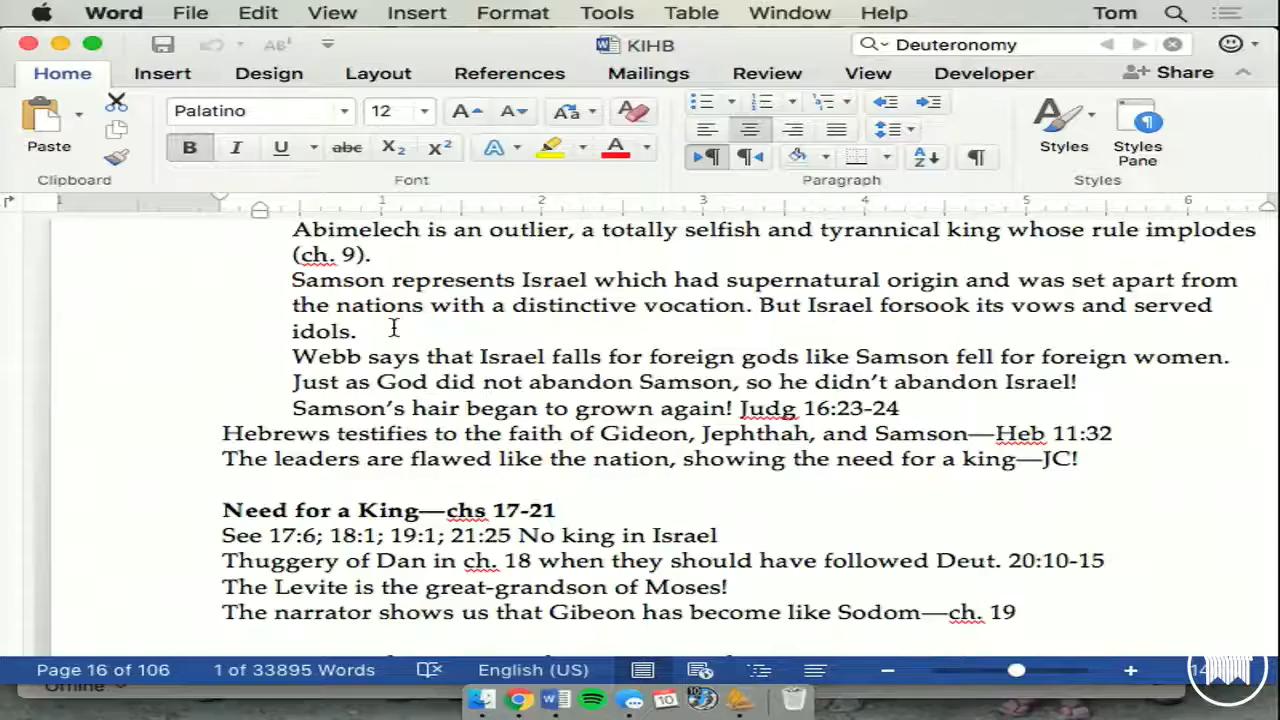 Word File Edit View Insert Format Tools Table Window Help Tom
KIHB
Deuteronomy
Home Insert Design Layout References Mailings Review View Developer Share
Palatino 12
Paste
Styles Styles Pane
Clipboard Font Paragraph Styles
1 1 2 3 4 5 6
Abimelech is an outlier, a totally selfish and tyrannical king whose rule implodes
(ch. 9).
Samson represents Israel which had supernatural origin and was set apart from
the nations with a distinctive vocation. But Israel forsook its vows and served
idols.
Webb says that Israel falls for foreign gods like Samson fell for foreign women.
Just as God did not abandon Samson, so he didn’t abandon Israel!
Samson’s hair began to grown again! Judg 16:23-24
Hebrews testifies to the faith of Gideon, Jephthah, and Samson—Heb 11:32
The leaders are flawed like the nation, showing the need for a king—JC!
Need for a King—chs 17-21
See 17:6; 18:1; 19:1; 21:25 No king in Israel
Thuggery of Dan in ch. 18 when they should have followed Deut. 20:10-15
The Levite is the great-grandson of Moses!
The narrator shows us that Gibeon has become like Sodom—ch. 19
Page 16 of 106 1 of 33895 Words English (US)
Offline